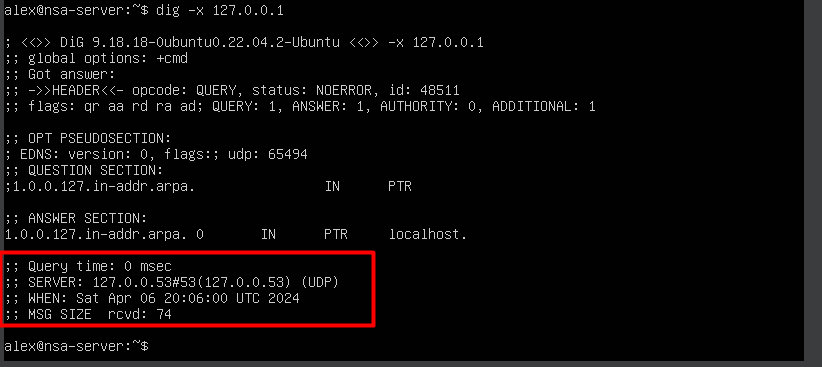 alex@nsa-server:~$ dig -x 127.0.0.1
; <<>> DiG 9.18.18-0ubuntu0.22.04.2-Ubuntu <<>> -x 127.0.0.1
;; global options: +cmd
;; Got answer:
;; ->>HEADER<<- opcode: QUERY, status: NOERROR, id: 48511
;; flags: qr aa rd ra ad; QUERY: 1, ANSWER: 1, AUTHORITY: 0, ADDITIONAL: 1
;; OPT PSEUDOSECTION:
; EDNS: version: 0, flags:; udp: 65494
;; QUESTION SECTION:
;1.0.0.127.in-addr.arpa. IN PTR
;; ANSWER SECTION:
1.0.0.127.in-addr.arpa. 0 IN PTR localhost.
;; Query time: 0 msec
;; SERVER: 127.0.0.53#53(127.0.0.53) (UDP)
;; WHEN: Sat Apr 06 20:06:00 UTC 2024
;; MSG SIZE  rcvd: 74
alex@nsa-server:~$